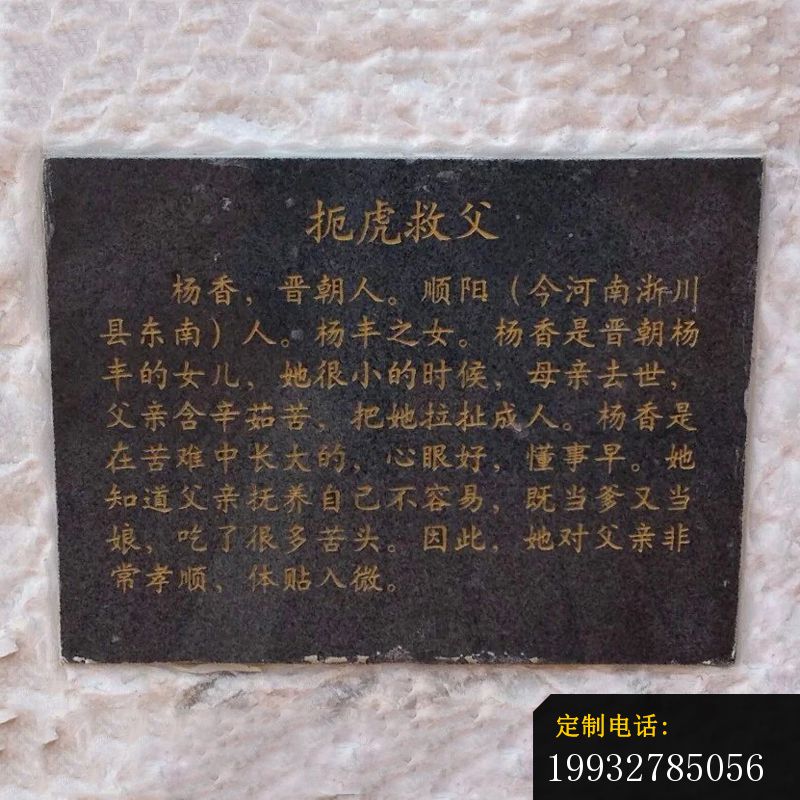 扼虎救父
杨香，晋朝人。顺阳（今河南淅川
县东南）人。杨丰之女。杨香是晋朝杨
丰的女儿，她很小的时候，母亲去世，
父亲含辛茹苦，把她拉扯成人。杨香是
在苦难中长大的，心眼好，懂事早。她
知道父亲抚养自己不容易，既当爹又当
娘，吃了很多苦头。因此，她对父亲非
常孝顺，体贴入微。
定制电话：
19932785056